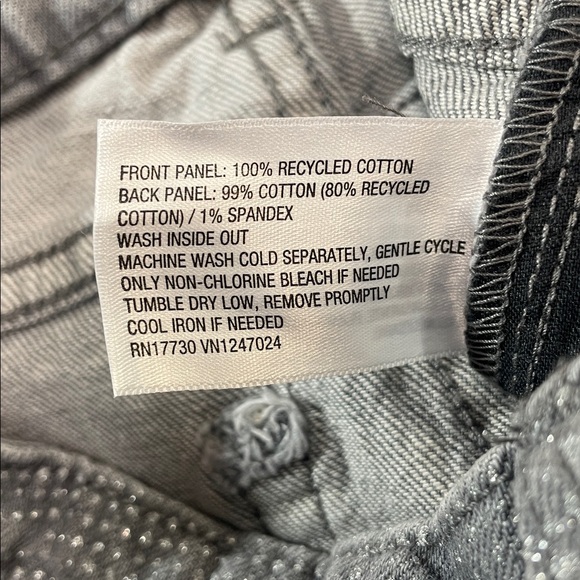 FRONT PANEL: 100% RECYCLED COTTON
BACK PANEL: 99% COTTON (80% RECYCLED
COTTON) / 1% SPANDEX
WASH INSIDE OUT
MACHINE WASH COLD SEPARATELY, GENTLE CYCLE
ONLY NON-CHLORINE BLEACH IF NEEDED
TUMBLE DRY LOW, REMOVE PROMPTLY
COOL IRON IF NEEDED
RN17730 VN1247024